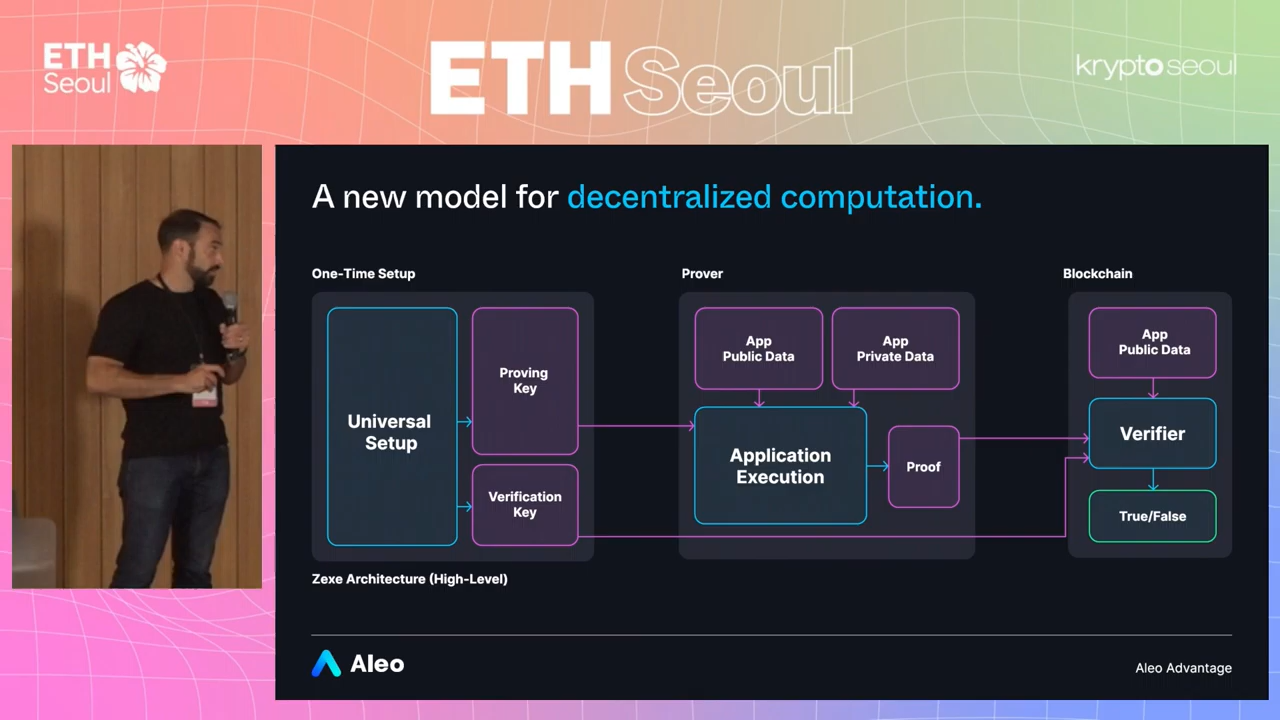 ETH
Seoul
ETH Seoul
kryptoseoul
A new model for decentralized computation.
One-Time Setup
Prover
Blockchain
Universal
Setup
Proving
Key
Verification
Key
App
Public Data
App
Private Data
Application
Execution
Proof
App
Public Data
Verifier
True/False
Zexe Architecture (High-Level)
Aleo
Aleo Advantage